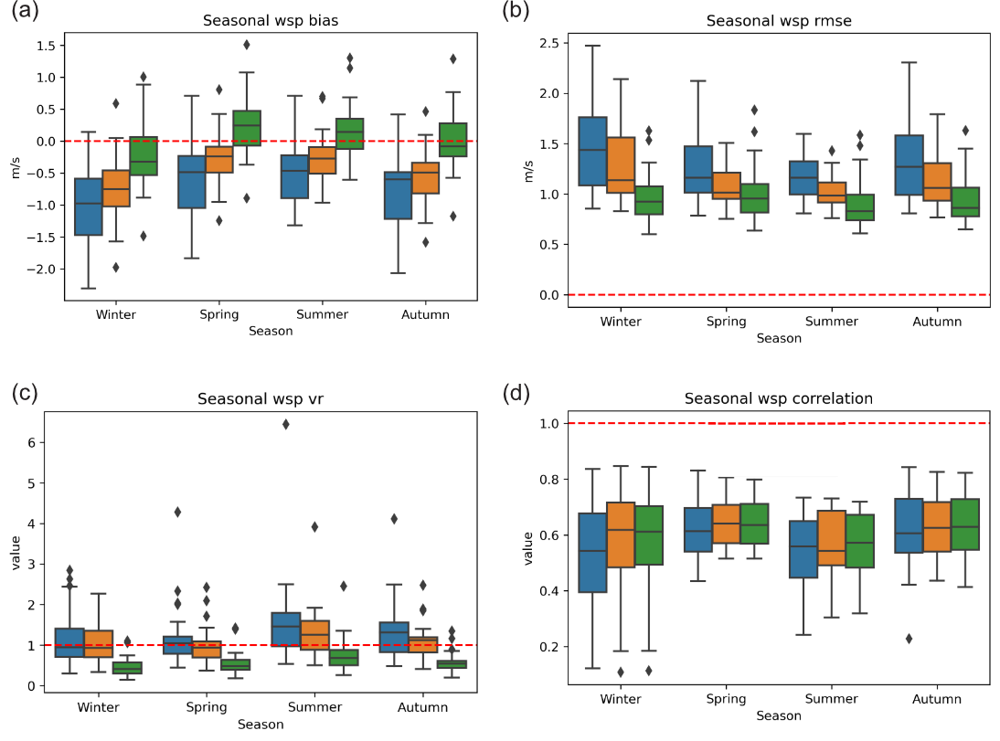 (a)
Seasonal wsp bias
1.5
1.0
0.5
0.0
−0.5
−1.0
−1.5
−2.0
m/s
Winter Spring Summer Autumn
Season
(b)
Seasonal wsp rmse
2.5
2.0
1.5
1.0
0.5
0.0
m/s
Winter Spring Summer Autumn
Season
(c)
Seasonal wsp vr
6
5
4
3
2
1
0
value
Winter Spring Summer Autumn
Season
(d)
Seasonal wsp correlation
1.0
0.8
0.6
0.4
0.2
value
Winter Spring Summer Autumn
Season